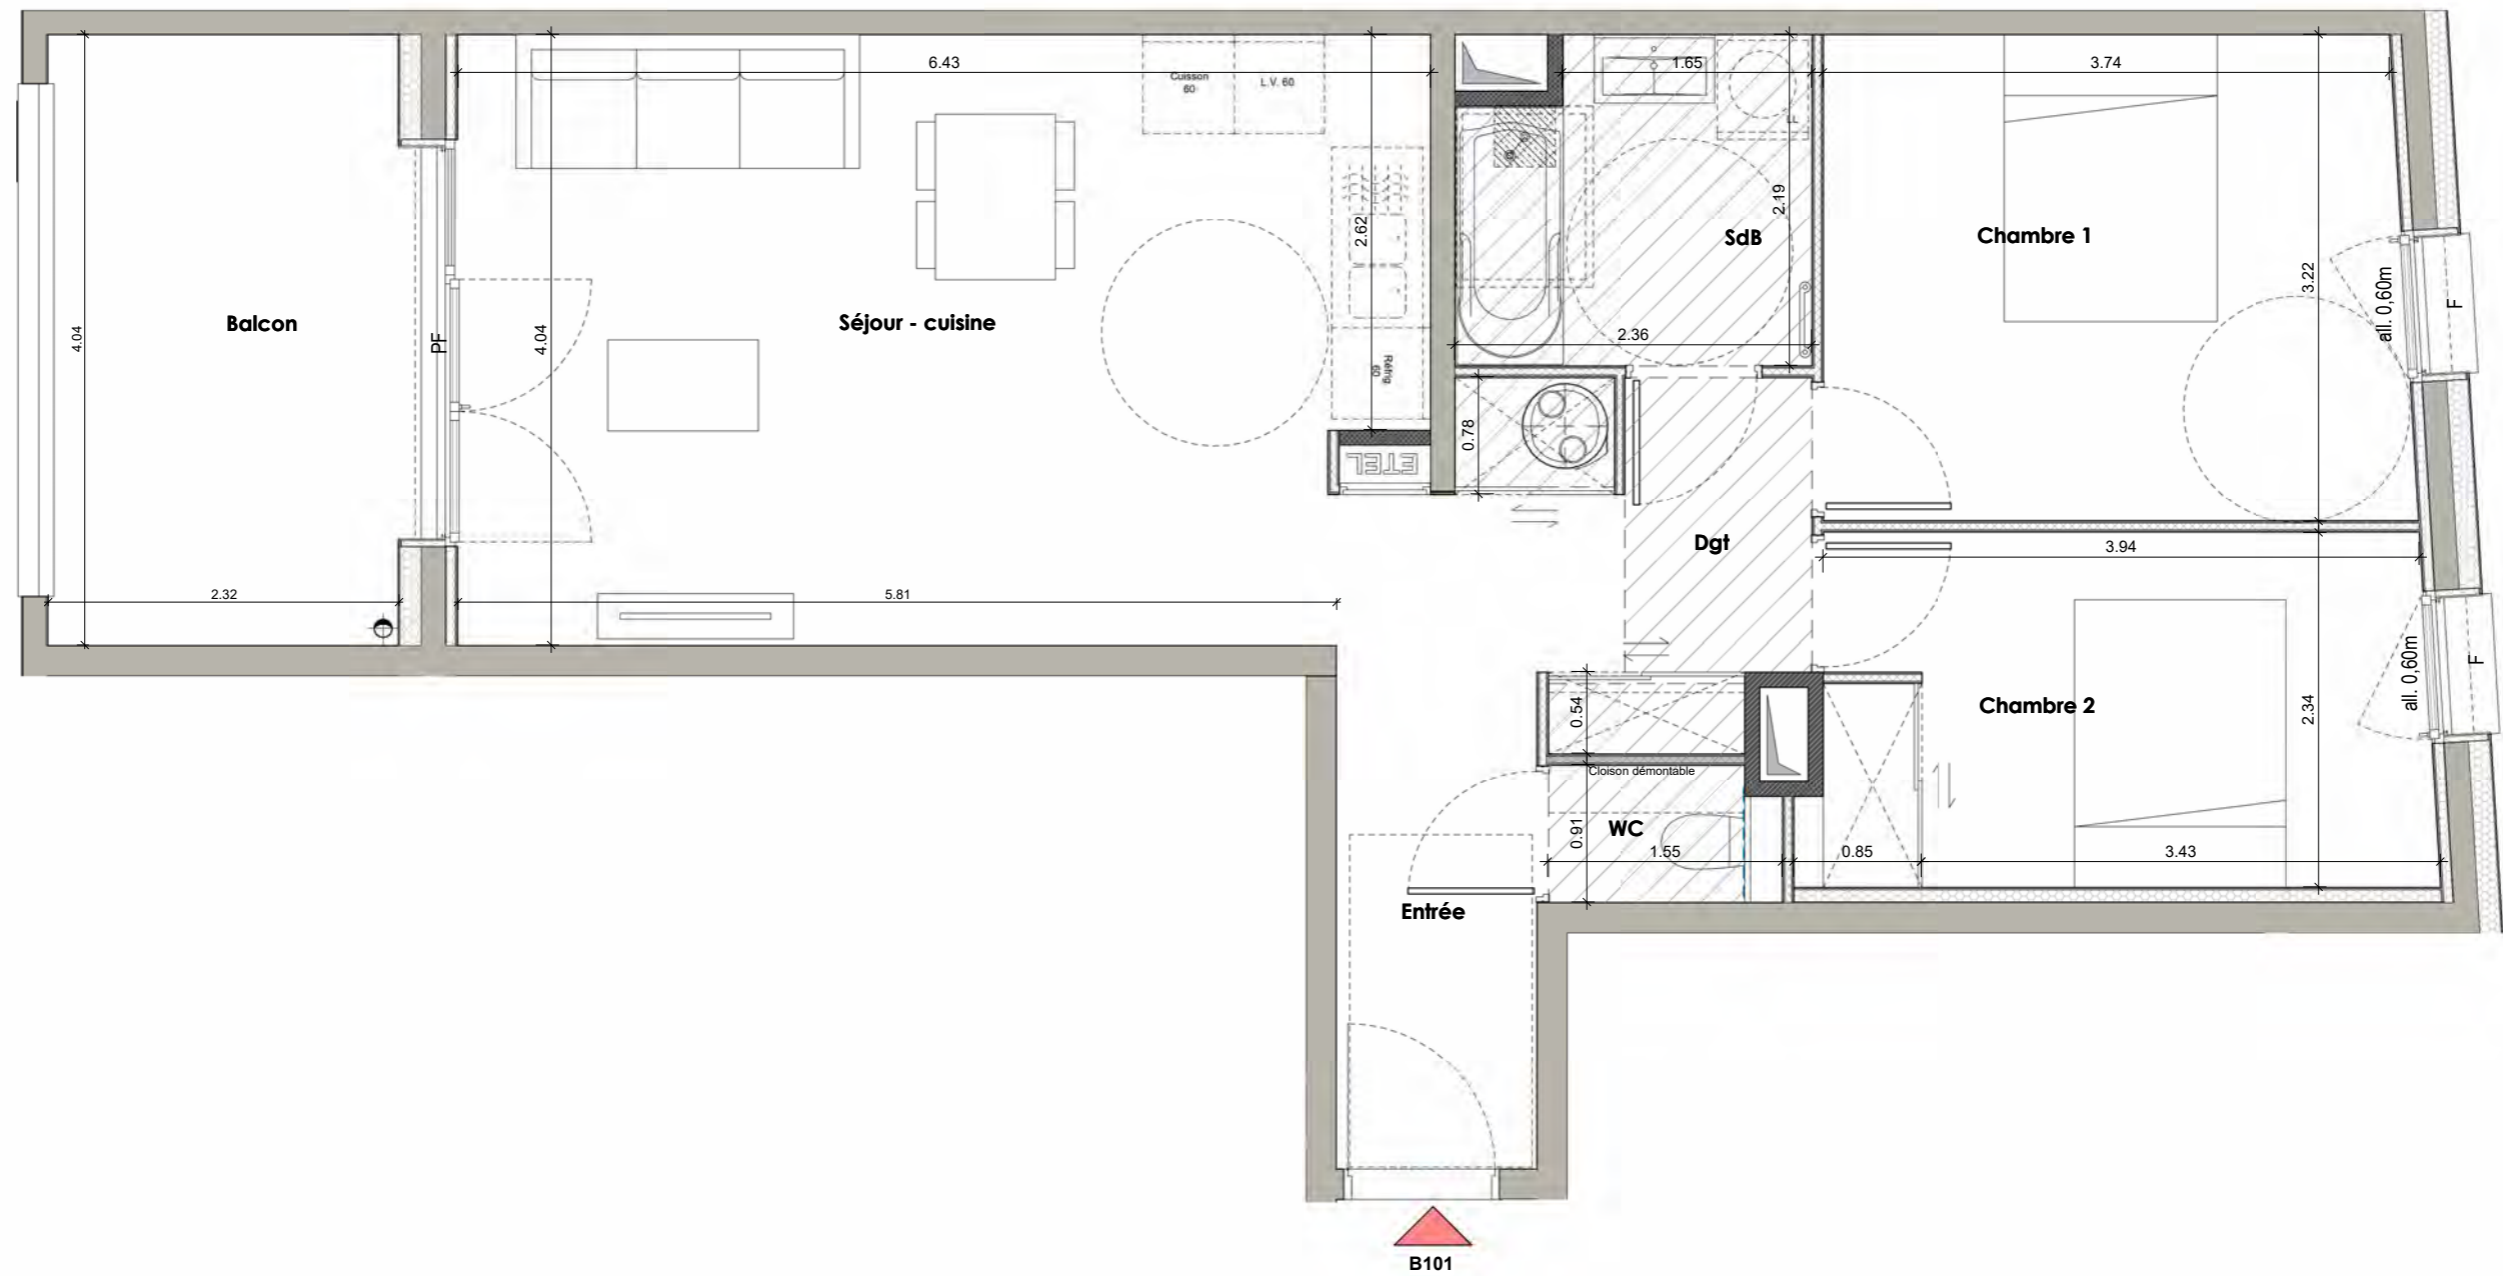 6.43
Cuisson
60
L.V. 60
1.65
3.74
F
2.19
2.62
SdB
Chambre 1
3.22
all. 0,60m
F
4.04
Balcon
PF
4.04
Séjour - cuisine
2.36
Réfrig
60
0.78
ETEL
Dgt
3.94
2.32
5.81
0.54
Chambre 2
2.34
all. 0,60m
F
Cloison démontable
WC
0.91
1.55
0.85
3.43
Entrée
B101